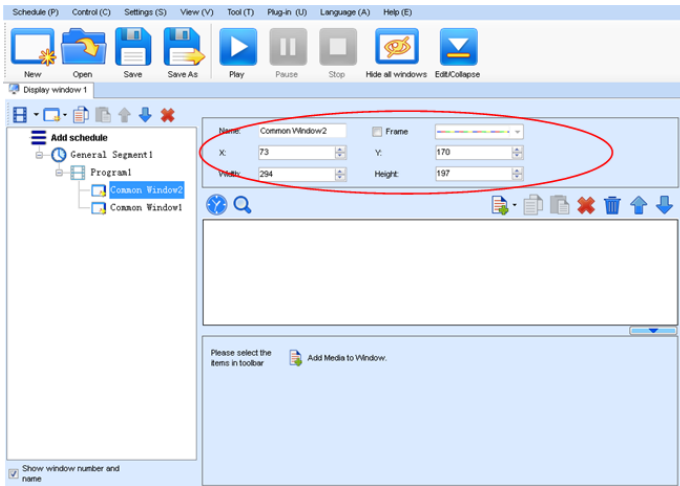 Schedule (P) Control (C) Settings (S) View (V) Tool (T) Plug-in (U) Language (A) Help (E)
New Open Save Save As Play Pause Stop Hide all windows Edit/Collapse
Display window 1
Add schedule
General Segment1
Program1
Common Window2
Common Window1
Show window number and
name
Name: Common Window2 Frame
X: 73 Y: 170
Width: 294 Height: 197
Please select the
items in toolbar
Add Media to Window.